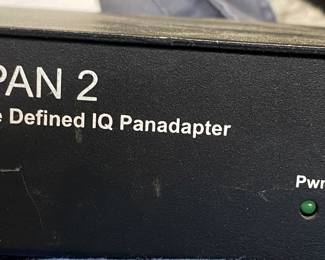 PAN 2
e Defined IQ Panadapter
Pwr